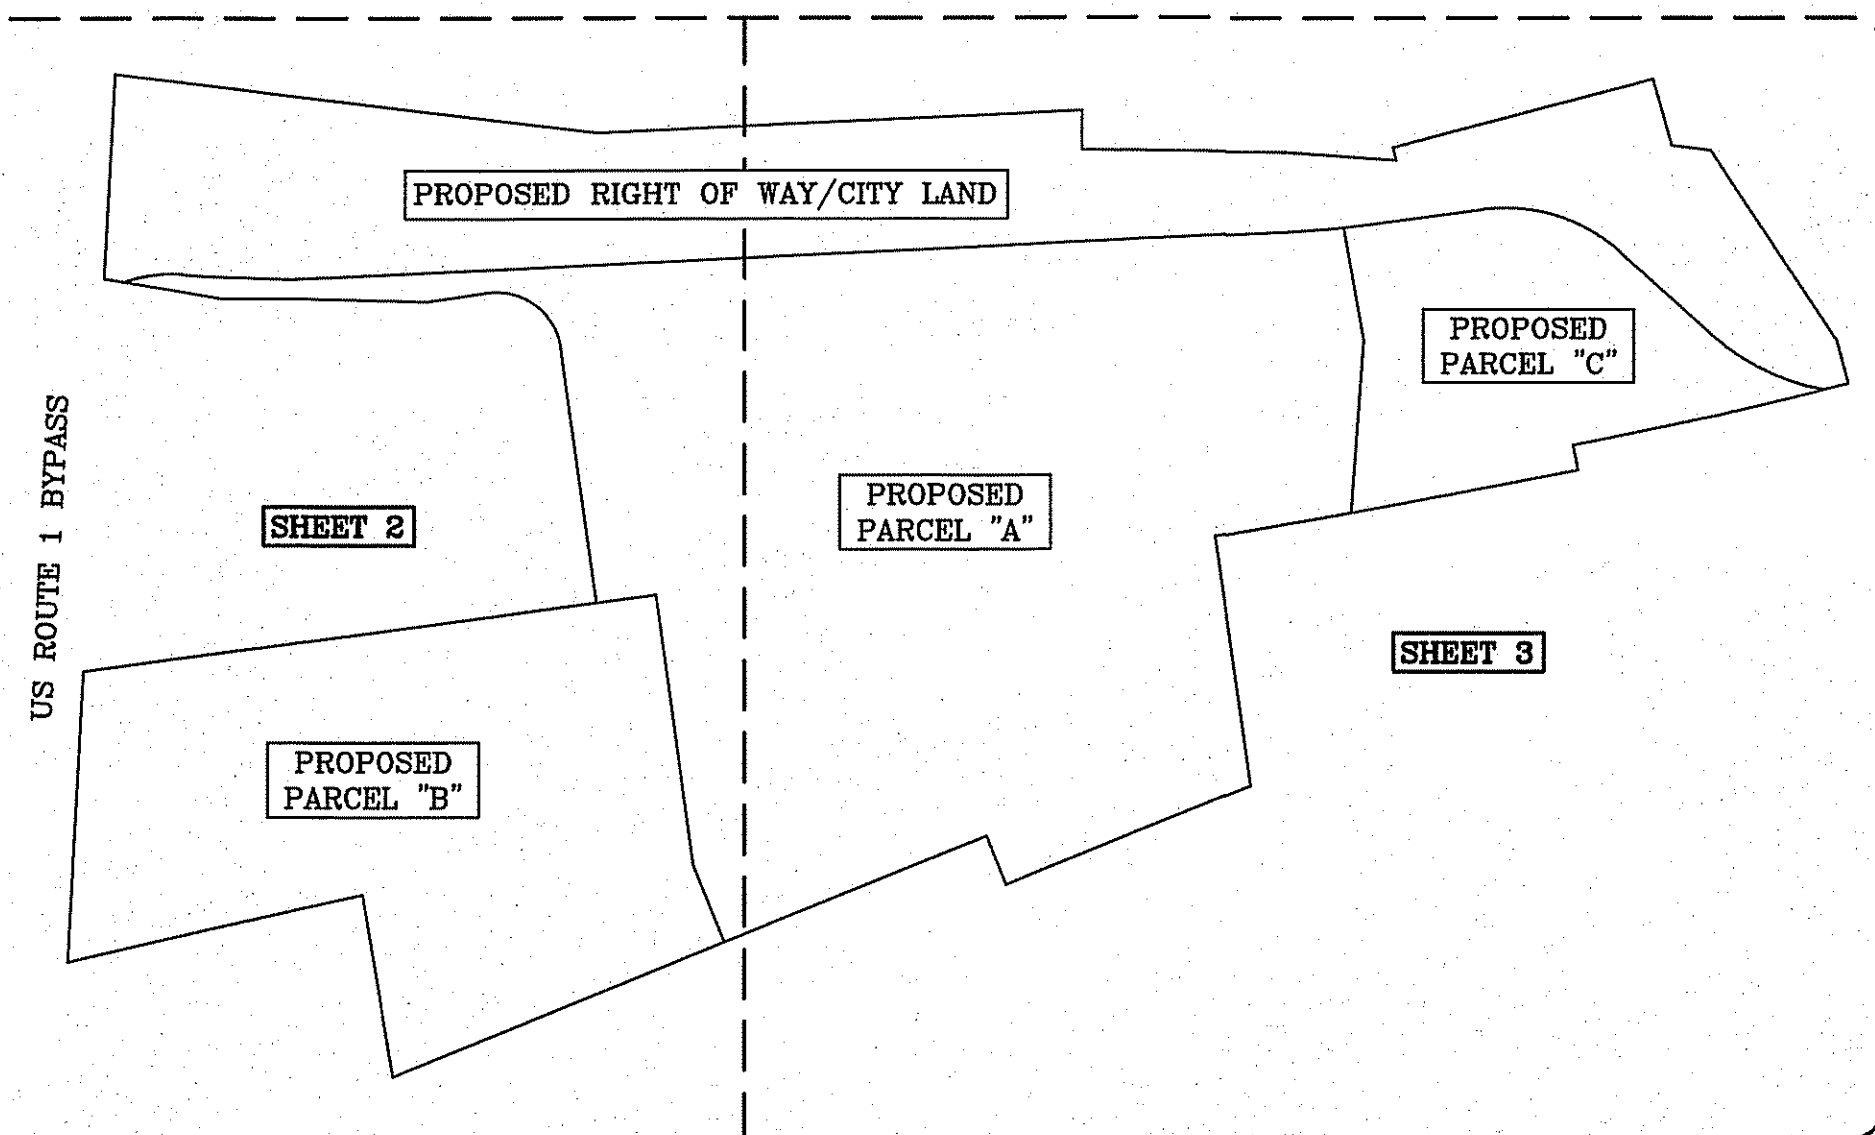 PROPOSED RIGHT OF WAY/CITY LAND
PROPOSED
PARCEL "C"
US ROUTE 1 BYPASS
SHEET 2
PROPOSED
PARCEL "A"
SHEET 3
PROPOSED
PARCEL "B"